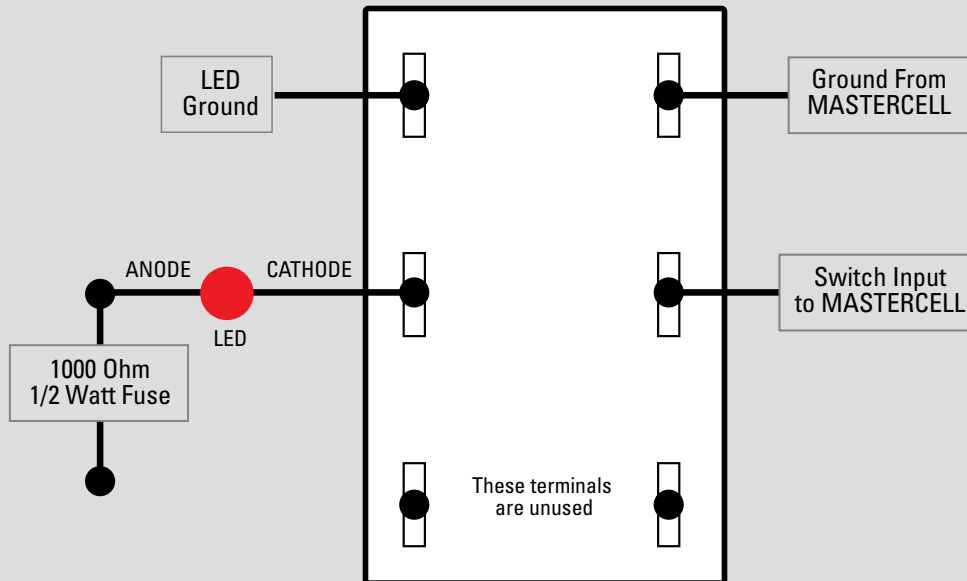 LED
Ground
Ground From
MASTERCELL
ANODE
CATHODE
LED
Switch Input
to MASTERCELL
1000 Ohm
1/2 Watt Fuse
These terminals
are unused